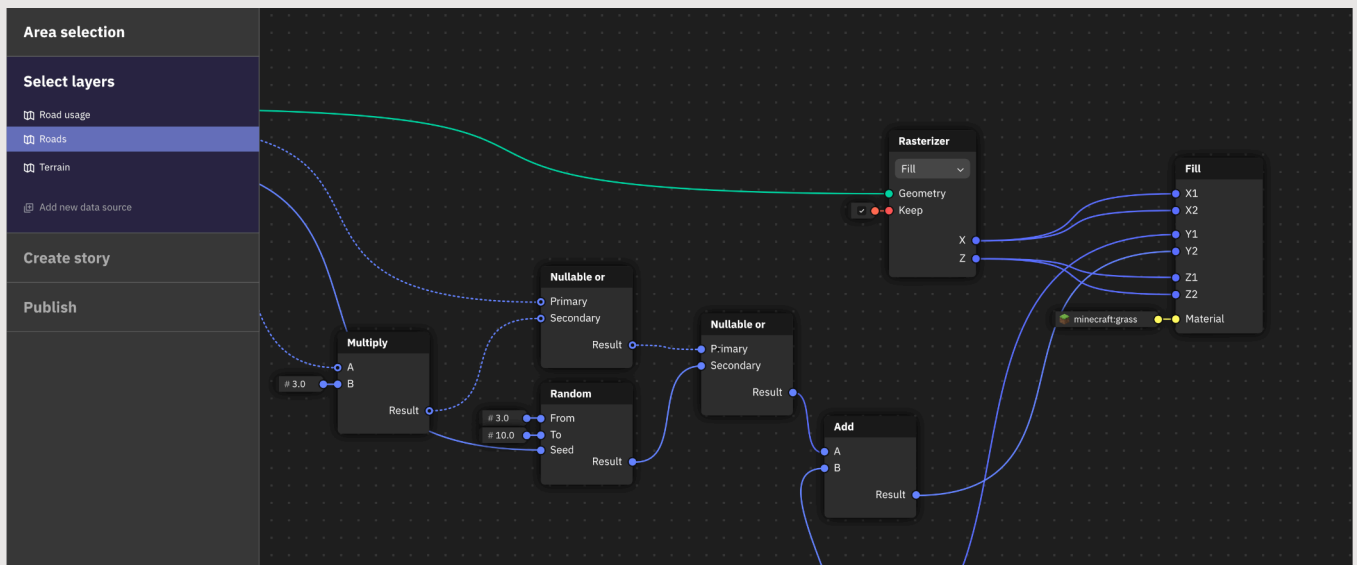 Area selection
Select layers
Road usage
Roads
Terrain
Add new data source
Create story
Publish
Multiply
A
# 3.0
B
Result
Nullable or
Primary
Secondary
Result
Random
# 3.0
From
# 10.0
To
Seed
Result
Nullable or
P:imary
Secondary
Result
Add
A
B
Result
Rasterizer
Fill
Geometry
Keep
X
Z
Fill
X1
X2
Y1
Y2
Z1
Z2
minecraft:grass
Material